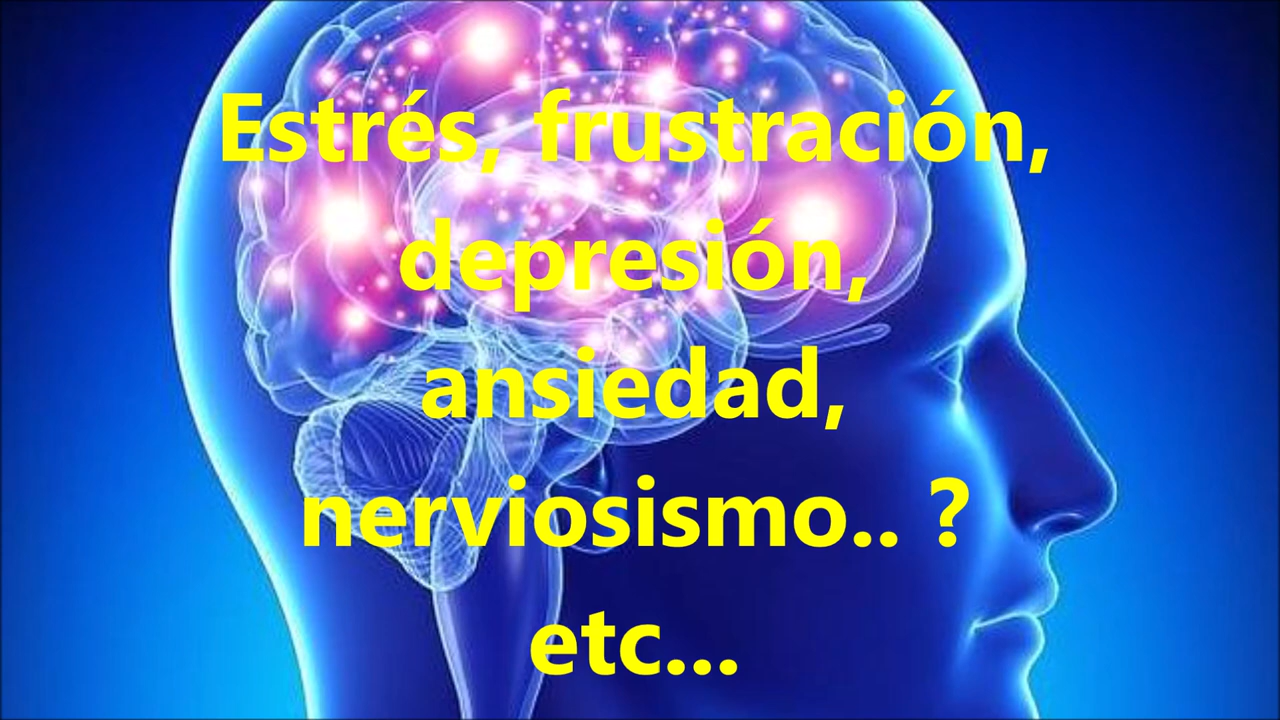 Estrés, frustración,
depresión,
ansiedad,
nerviosismo.. ?
etc...